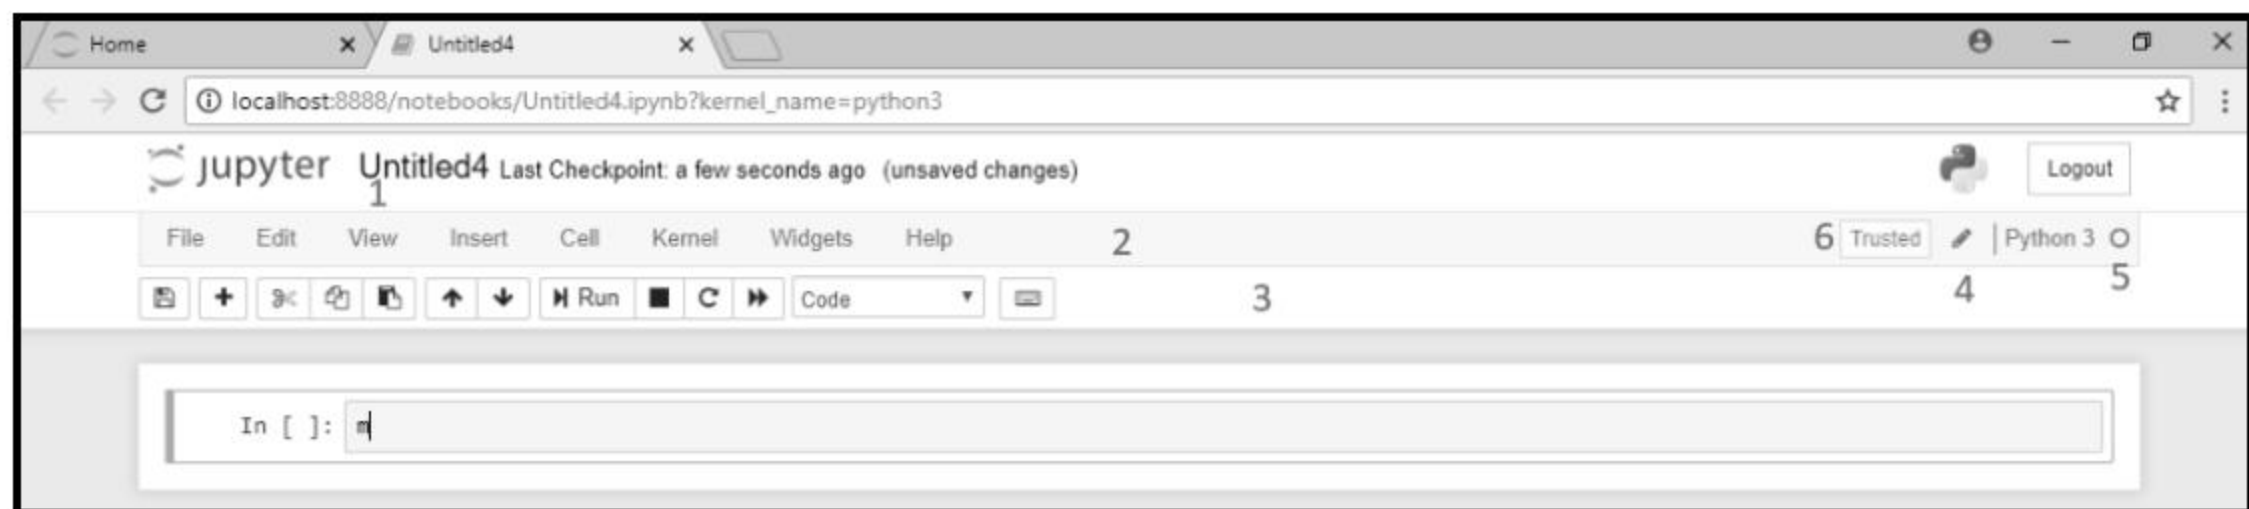 Home Untitled4
localhost:8888/notebooks/Untitled4.ipynb?kernel_name=python3
jupyter Untitled4 Last Checkpoint: a few seconds ago (unsaved changes) Logout
1
File Edit View Insert Cell Kernel Widgets Help 2 6 Trusted Python 3
Run Code 3 4 5
In [ ]: m